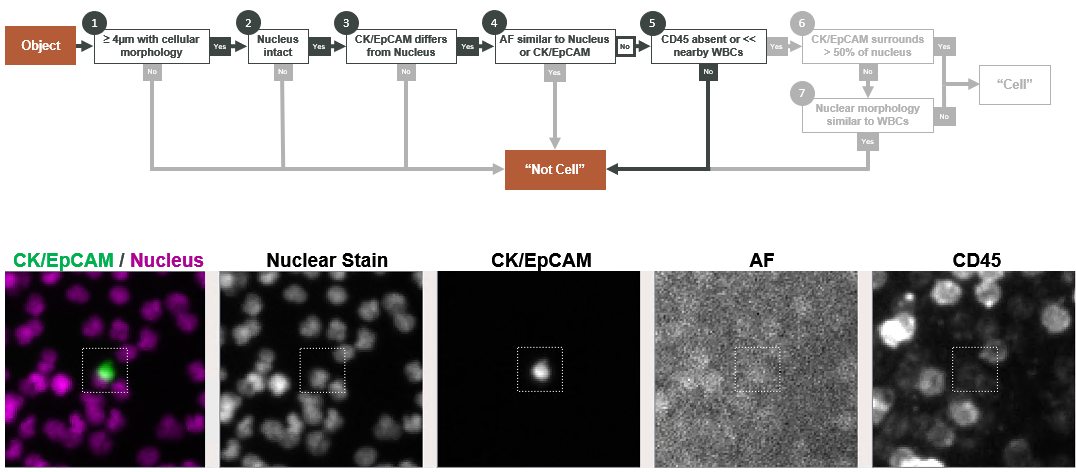 Object
1
≥ 4μm with cellular
morphology
Yes
No
2
Nucleus
intact
Yes
No
3
CK/EpCAM differs
from Nucleus
Yes
No
4
AF similar to Nucleus
or CK/EpCAM
No
Yes
5
CD45 absent or <<
nearby WBCs
Yes
No
6
CK/EpCAM surrounds
> 50% of nucleus
Yes
No
7
Nuclear morphology
similar to WBCs
No
Yes
“Cell”
“Not Cell”
CK/EpCAM / Nucleus
Nuclear Stain
CK/EpCAM
AF
CD45